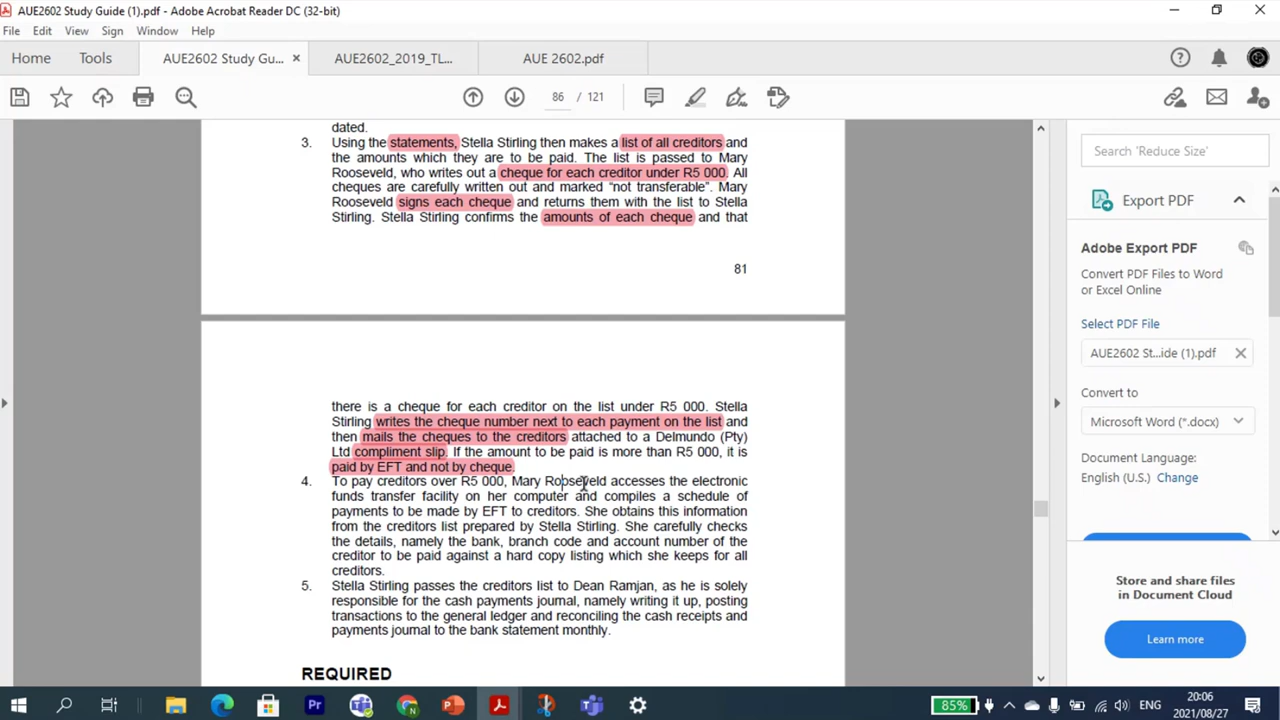 AUE2602 Study Guide (1).pdf - Adobe Acrobat Reader DC (32-bit)
File Edit View Sign Window Help
Home Tools AUE2602 Study Gu... × AUE2602_2019_TL... AUE 2602.pdf
86 / 121
dated.
3. Using the statements, Stella Stirling then makes a list of all creditors and
the amounts which they are to be paid. The list is passed to Mary
Rooseveld, who writes out a cheque for each creditor under R5 000. All
cheques are carefully written out and marked “not transferable”. Mary
Rooseveld signs each cheque and returns them with the list to Stella
Stirling. Stella Stirling confirms the amounts of each cheque and that
81
there is a cheque for each creditor on the list under R5 000. Stella
Stirling writes the cheque number next to each payment on the list and
then mails the cheques to the creditors attached to a Delmundo (Pty)
Ltd compliment slip. If the amount to be paid is more than R5 000, it is
paid by EFT and not by cheque.
4. To pay creditors over R5 000, Mary Rooseveld accesses the electronic
funds transfer facility on her computer and compiles a schedule of
payments to be made by EFT to creditors. She obtains this information
from the creditors list prepared by Stella Stirling. She carefully checks
the details, namely the bank, branch code and account number of the
creditor to be paid against a hard copy listing which she keeps for all
creditors.
5. Stella Stirling passes the creditors list to Dean Ramjan, as he is solely
responsible for the cash payments journal, namely writing it up, posting
transactions to the general ledger and reconciling the cash receipts and
payments journal to the bank statement monthly.
REQUIRED
Search 'Reduce Size'
Export PDF
Adobe Export PDF
Convert PDF Files to Word
or Excel Online
Select PDF File
AUE2602 St...ide (1).pdf
Convert to
Microsoft Word (*.docx)
Document Language:
English (U.S.) Change
Store and share files
in Document Cloud
Learn more
85%
ENG
20:06
2021/08/27